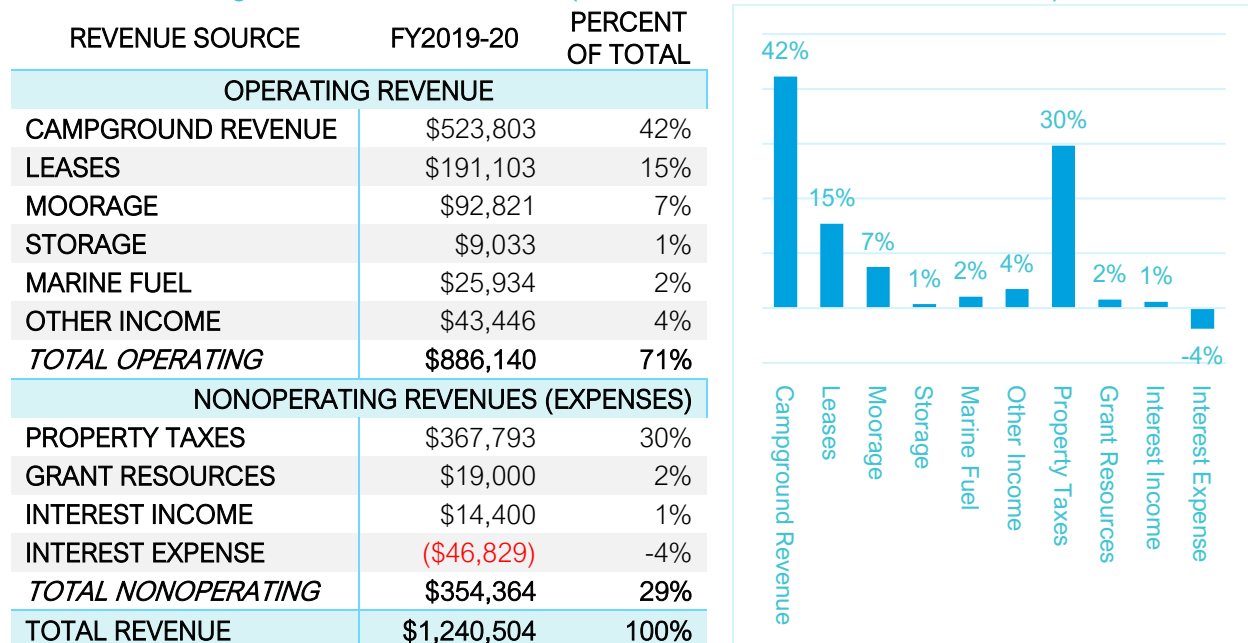 REVENUE SOURCE FY2019-20 PERCENT OF TOTAL
OPERATING REVENUE
CAMPGROUND REVENUE $523,803 42%
LEASES $191,103 15%
MOORAGE $92,821 7%
STORAGE $9,033 1%
MARINE FUEL $25,934 2%
OTHER INCOME $43,446 4%
TOTAL OPERATING $886,140 71%
NONOPERATING REVENUES (EXPENSES)
PROPERTY TAXES $367,793 30%
GRANT RESOURCES $19,000 2%
INTEREST INCOME $14,400 1%
INTEREST EXPENSE ($46,829) -4%
TOTAL NONOPERATING $354,364 29%
TOTAL REVENUE $1,240,504 100%
42%
15%
7%
1%
2%
4%
30%
2%
1%
-4%
Campground Revenue
Leases
Moorage
Storage
Marine Fuel
Other Income
Property Taxes
Grant Resources
Interest Income
Interest Expense